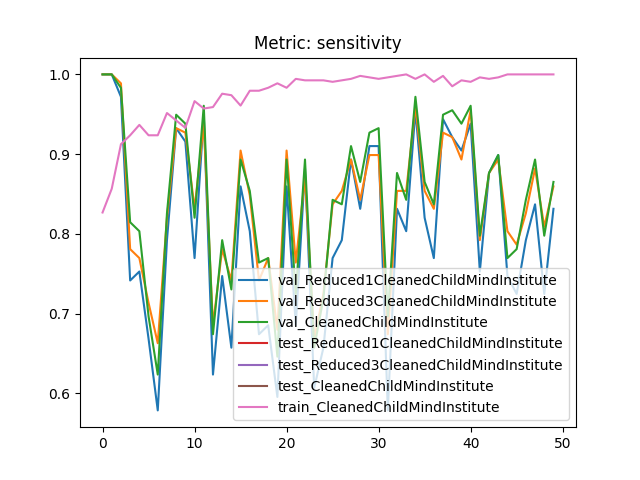 Metric: sensitivity
1.0
0.9
0.8
0.7
0.6
val_Reduced1CleanedChildMindInstitute
val_Reduced3CleanedChildMindInstitute
val_CleanedChildMindInstitute
test_Reduced1CleanedChildMindInstitute
test_Reduced3CleanedChildMindInstitute
test_CleanedChildMindInstitute
train_CleanedChildMindInstitute
0 10 20 30 40 50